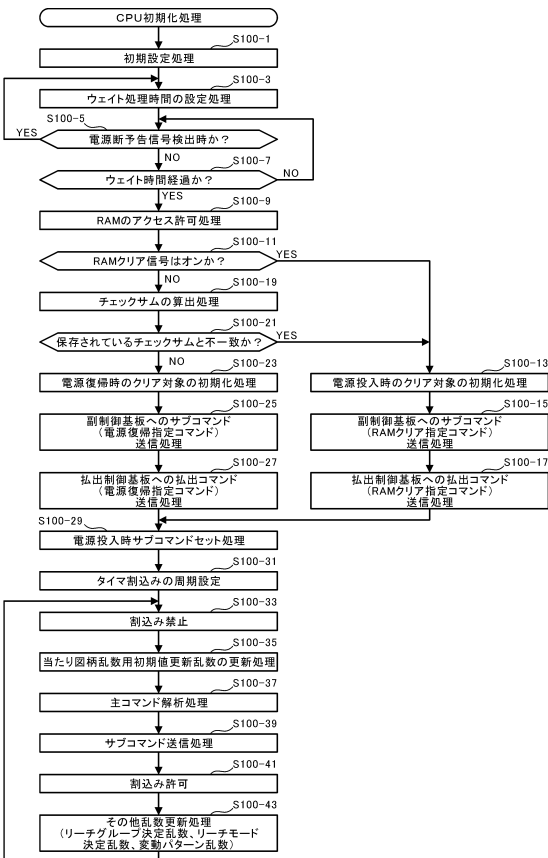 CPU初期化処理
S100-1
初期設定処理
S100-3
ウェイト処理時間の設定処理
S100-5
電源断予告信号検出時か？
YES
NO
S100-7
ウェイト時間経過か？
NO
YES
S100-9
RAMのアクセス許可処理
S100-11
RAMクリア信号はオンか？
YES
NO
S100-19
チェックサムの算出処理
S100-21
保存されているチェックサムと不一致か？
YES
NO
S100-23
電源復帰時のクリア対象の初期化処理
S100-13
電源投入時のクリア対象の初期化処理
S100-25
副制御基板へのサブコマンド
（電源復帰指定コマンド）
送信処理
S100-15
副制御基板へのサブコマンド
（RAMクリア指定コマンド）
送信処理
S100-27
払出制御基板への払出コマンド
（電源復帰指定コマンド）
送信処理
S100-17
払出制御基板への払出コマンド
（RAMクリア指定コマンド）
送信処理
S100-29
電源投入時サブコマンドセット処理
S100-31
タイマ割込みの周期設定
S100-33
割込み禁止
S100-35
当たり図柄乱数用初期値更新乱数の更新処理
S100-37
主コマンド解析処理
S100-39
サブコマンド送信処理
S100-41
割込み許可
S100-43
その他乱数更新処理
（リーチグループ決定乱数、リーチモード
決定乱数、変動パターン乱数）